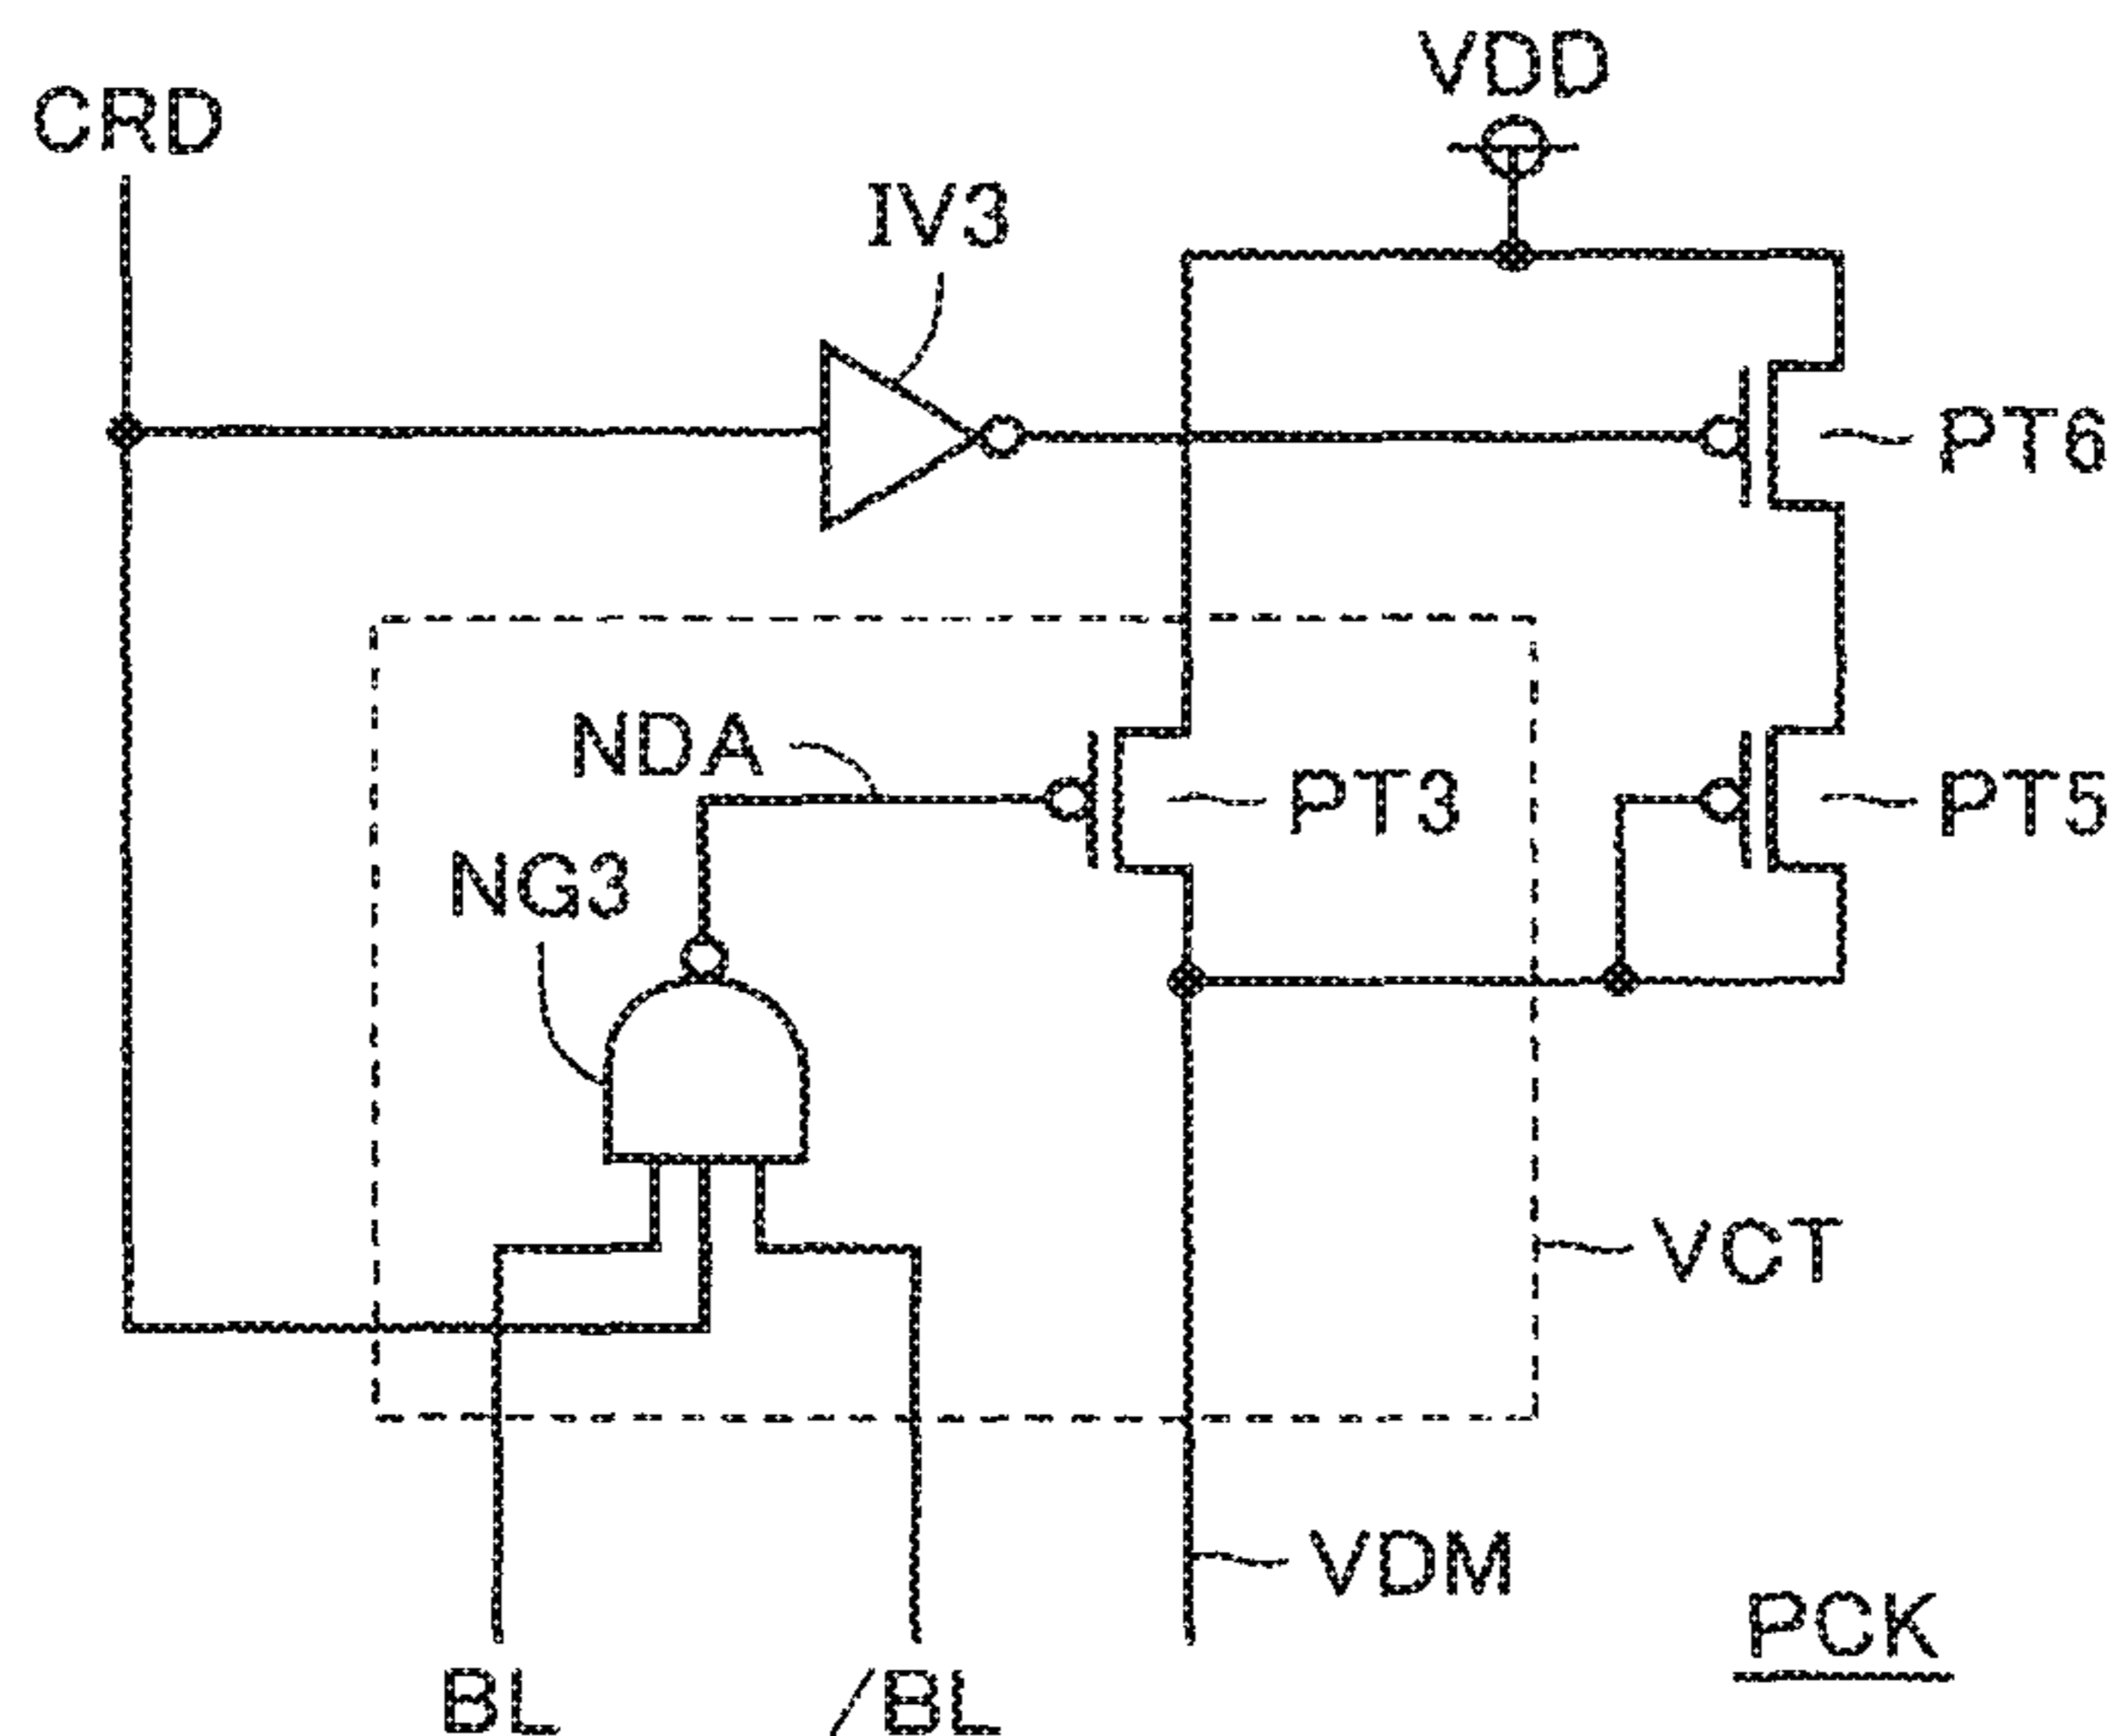 VDD
CRD
IV3
PT6
NDA
PT3
PT5
NG3
VCT
VDM
PCK
BL
/BL